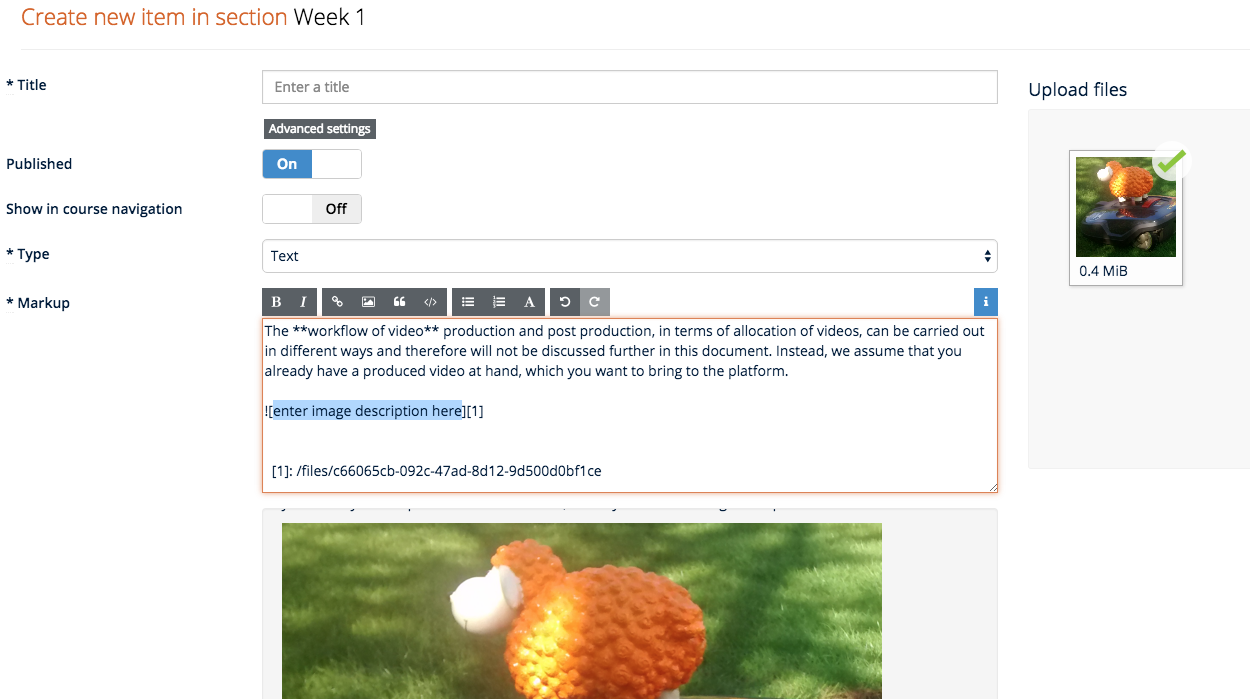 Create new item in section Week 1
* Title
Enter a title
Upload files
Advanced settings
Published
On
0.4 MiB
Show in course navigation
Off
* Type
Text
* Markup
B I A i
The **workflow of video** production and post production, in terms of allocation of videos, can be carried out
in different ways and therefore will not be discussed further in this document. Instead, we assume that you
already have a produced video at hand, which you want to bring to the platform.
![enter image description here][1]
[1]: /files/c66065cb-092c-47ad-8d12-9d500d0bf1ce